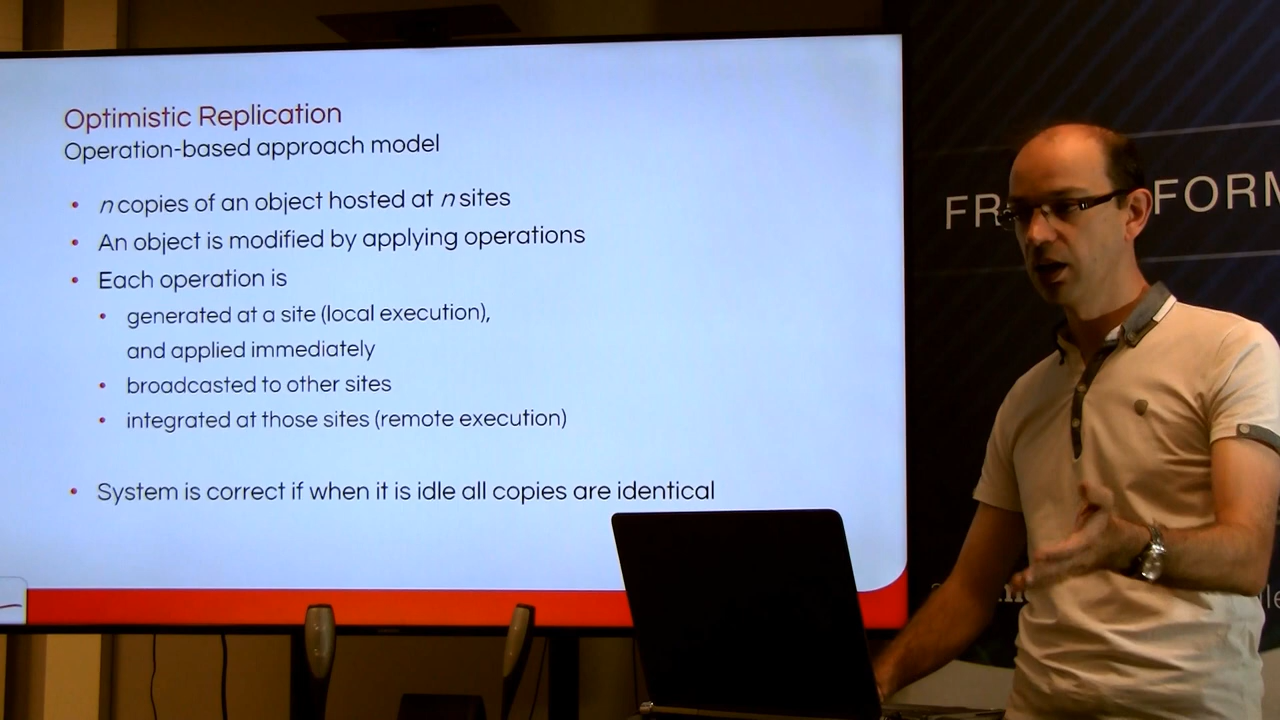 Optimistic Replication
Operation-based approach model
• n copies of an object hosted at n sites
• An object is modified by applying operations
• Each operation is
• generated at a site (local execution),
and applied immediately
• broadcasted to other sites
• integrated at those sites (remote execution)
• System is correct if when it is idle all copies are identical